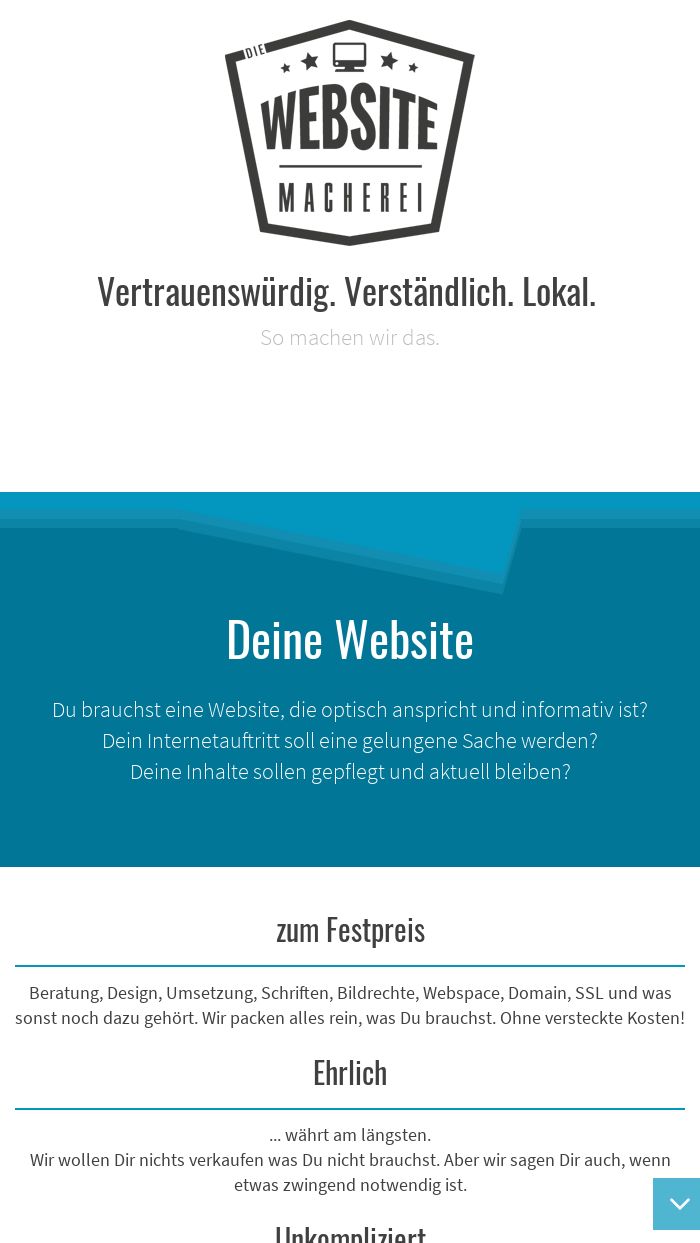 DIE
WEBSITE
MACHEREI
Vertrauenswürdig. Verständlich. Lokal.
So machen wir das.
Deine Website
Du brauchst eine Website, die optisch anspricht und informativ ist?
Dein Internetauftritt soll eine gelungene Sache werden?
Deine Inhalte sollen gepflegt und aktuell bleiben?
zum Festpreis
Beratung, Design, Umsetzung, Schriften, Bildrechte, Webspace, Domain, SSL und was
sonst noch dazu gehört. Wir packen alles rein, was Du brauchst. Ohne versteckte Kosten!
Ehrlich
... währt am längsten.
Wir wollen Dir nichts verkaufen was Du nicht brauchst. Aber wir sagen Dir auch, wenn
etwas zwingend notwendig ist.
Unkompliziert